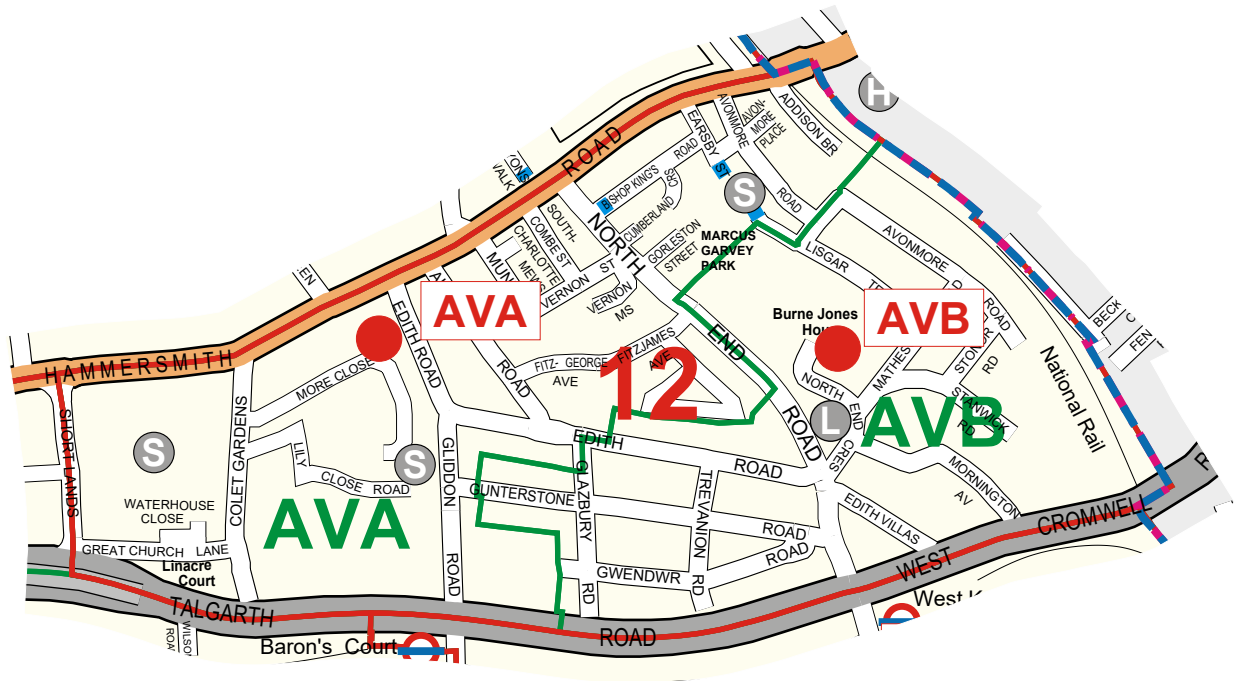 H
ADDISON BR
AVONMORE
AVON-
MORE
PLACE
EARSBY ST
ROAD
SHOP KING'S ROAD
B
CUMBERLAND
CRS
S
ROAD
NORTH
SOUTH-
COMBE ST
CHARLOTTE
MEWS
GORLESTON
STREET
MARCUS
GARVEY
PARK
LISGAR
AVONMORE
ROAD
VERNON ST
VERNON
MS
MUN
EN
WALK
AVA
AVB
Burne Jones
EDITH ROAD
ROAD
FITZ- GEORGE
AVE
FITZJAMES
AVE
END
ROAD
12
MATHES
RD
STANWICK
RD
BECK
C
FEN
National Rail
HAMMERSMITH
MORE CLOSE
NORTH END CRES
L
AVB
SHORTLANDS
S
COLET GARDENS
LILY
CLOSE ROAD
S
GLIDDON
ROAD
EDITH
ROAD
GUNTERSTONE
ROAD
GLAZBURY
RD
TREVANION
RD
GWENDWR
ROAD
EDITH VILLAS
MORNINGTON
AV
WATERHOUSE
CLOSE
GREAT CHURCH LANE
Linacre
Court
AVA
TALGARTH
ROAD
WEST
CROMWELL
R
Baron's Court